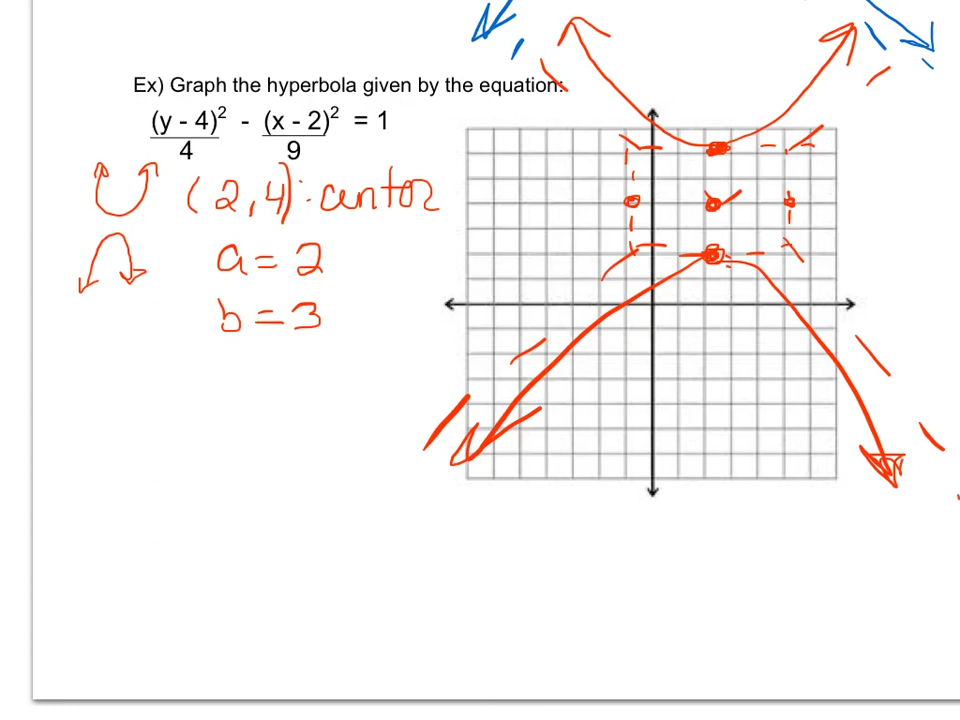 Ex) Graph the hyperbola given by the equation:
(y - 4)² - (x - 2)² = 1
4 9
(2,4): center
a = 2
b = 3